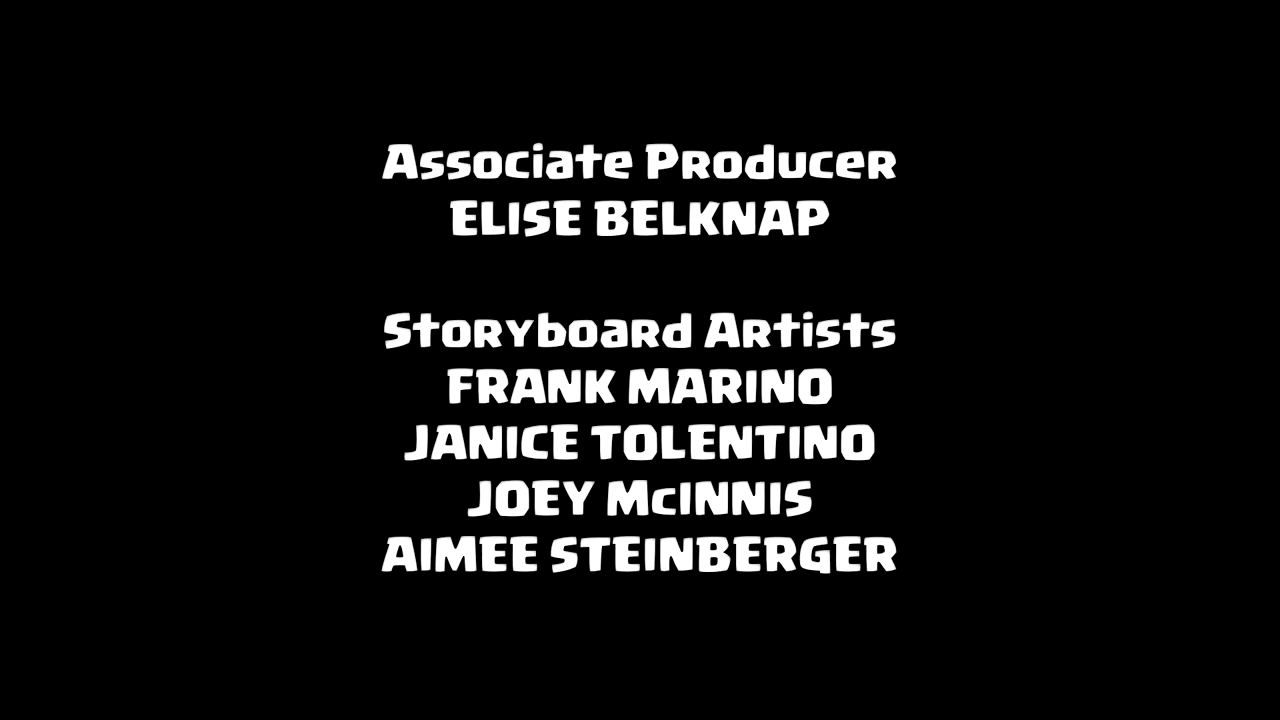 Associate Producer
ELISE BELKNAP
Storyboard Artists
FRANK MARINO
JANICE TOLENTINO
JOEY McINNIS
AIMEE STEINBERGER